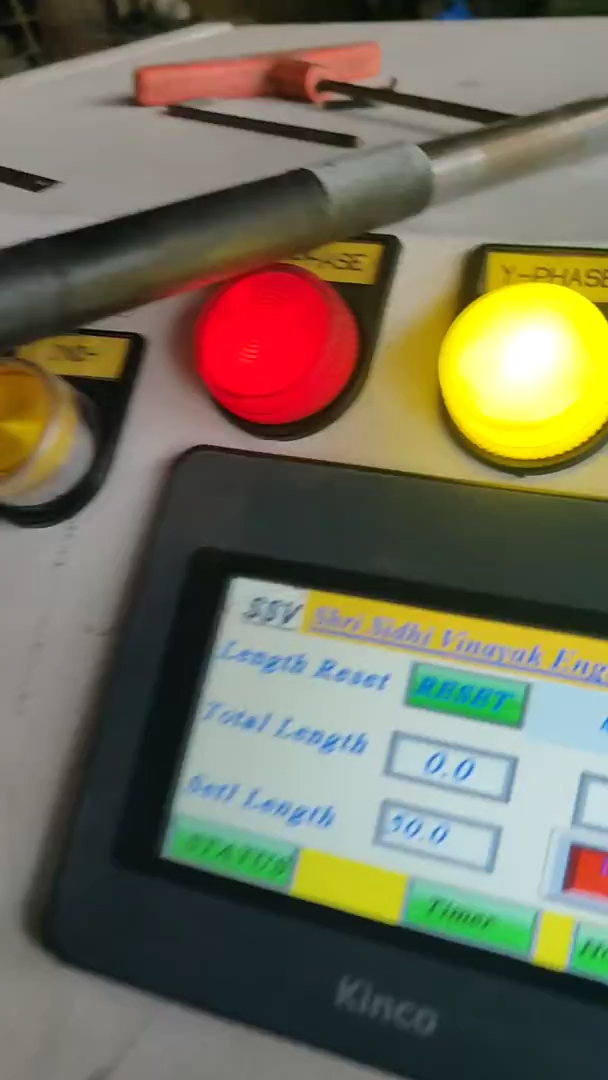 PHASE
Y-PHASE
SSV Shri Sidhi Vinayak Eng
Length Reset RESET
Total Length 0.0
Sett Length 50.0
STATUS Timer
Kinco